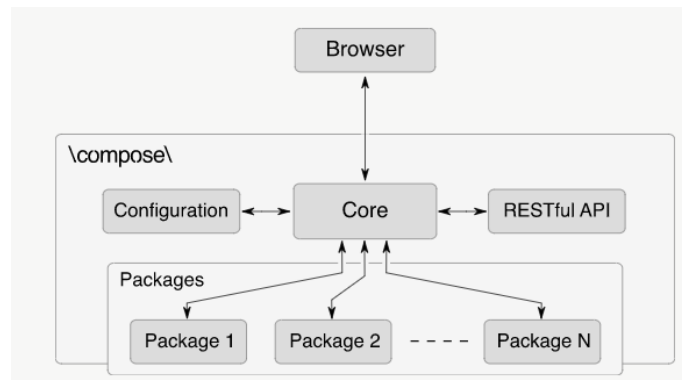 Browser
\compose\
Configuration
Core
RESTful API
Packages
Package 1
Package 2
Package N